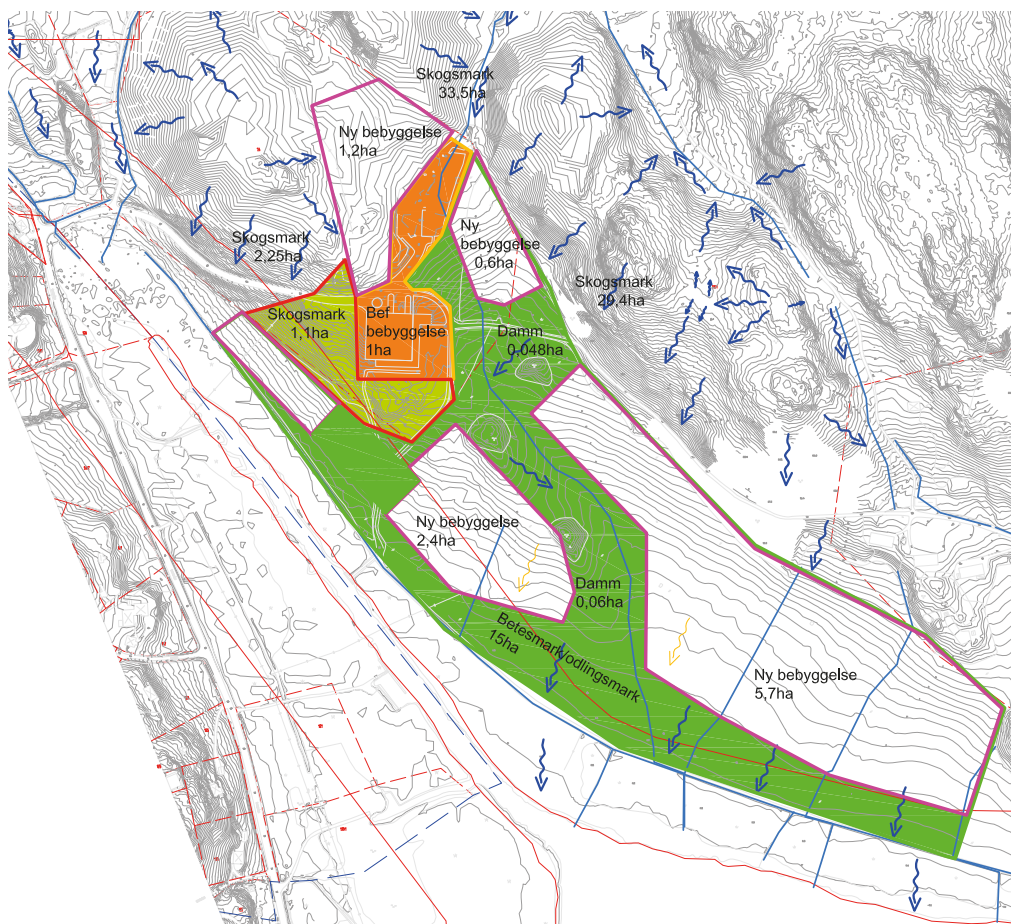 Skogsmark
33,5ha
Ny bebyggelse
1,2ha
Skogsmark
2,25ha
Ny
bebyggelse
0,6ha
Skogsmark
29,4ha
Skogsmark
1,1ha
Bef
bebyggelse
1ha
Damm
0,048ha
Ny bebyggelse
2,4ha
Damm
0,06ha
Betesmark/odlingsmark
15ha
Ny bebyggelse
5,7ha